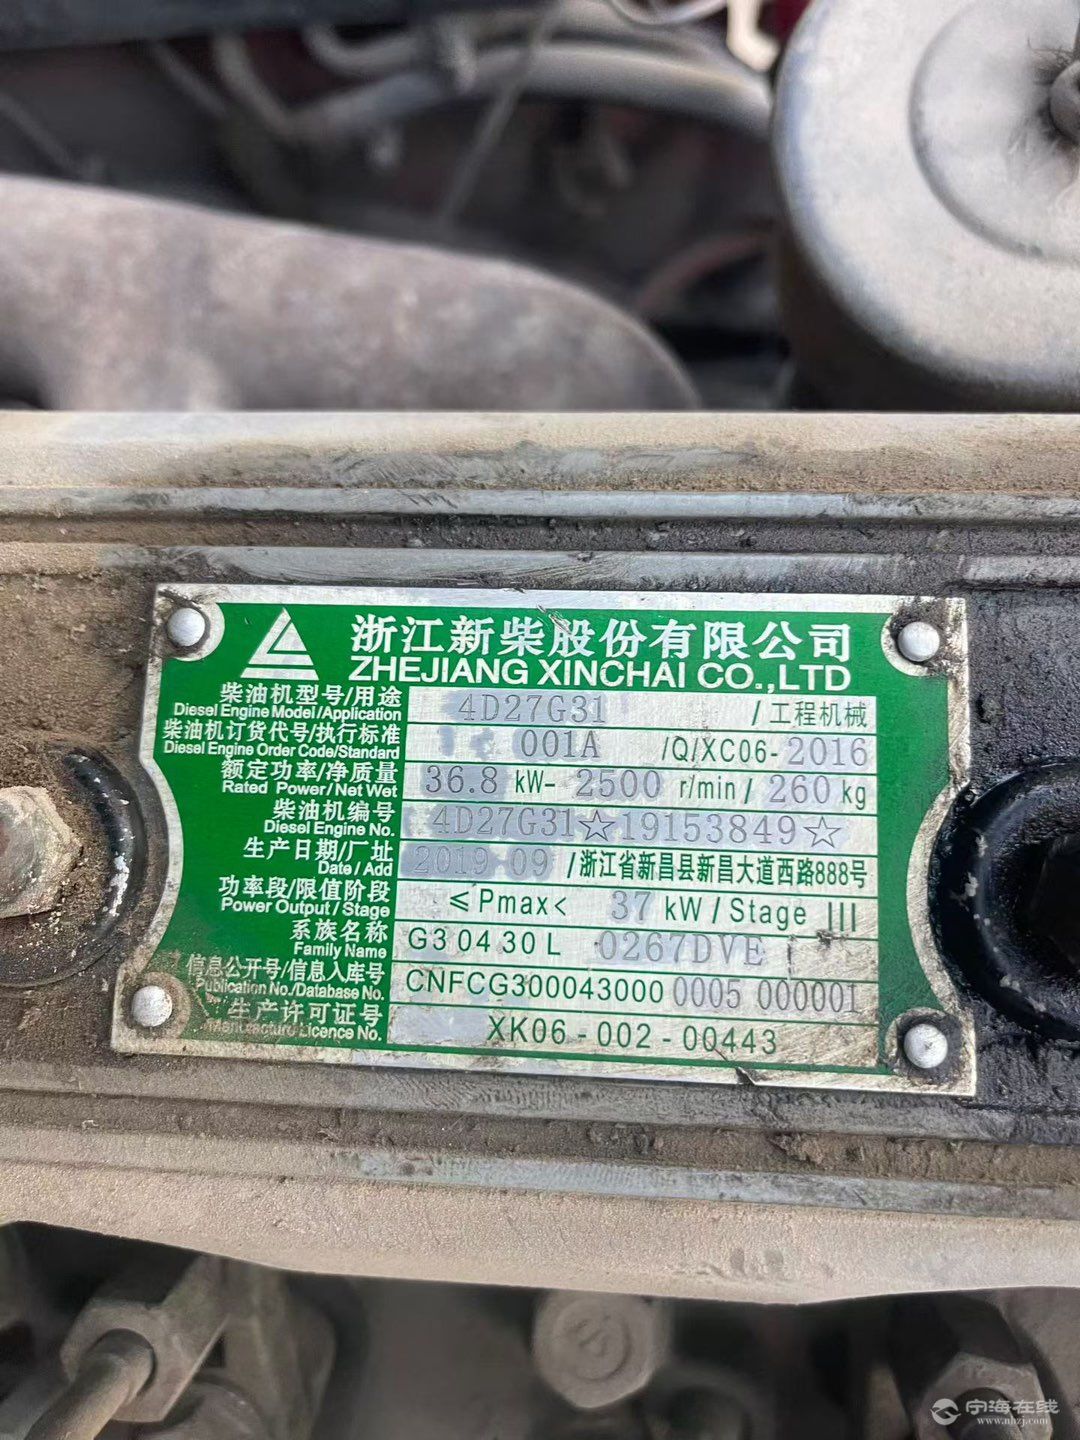 浙江新柴股份有限公司
ZHEJIANG XINCHAI CO.,LTD
柴油机型号/用途 4D27G31 /工程机械
Diesel Engine Model/Application
柴油机订货代号/执行标准 001A /Q/XC06-2016
Diesel Engine Order Code/Standard
额定功率/净质量 36.8 kW- 2500 r/min/ 260 kg
Rated Power/Net Wet
柴油机编号 4D27G31☆19153849☆
Diesel Engine No.
生产日期/厂址 2019 09 /浙江省新昌县新昌大道西路888号
Date/Add
功率段/限值阶段 ≤Pmax< 37 kW/Stage III
Power Output/Stage
系族名称 G30430L 0267DVE
Family Name
信息公开号/信息入库号 CNFCG300043000 0005 000001
Publication No./Database No.
生产许可证号 XK06-002-00443
Manufacture Licence No.
宁海在线
www.nhzj.com